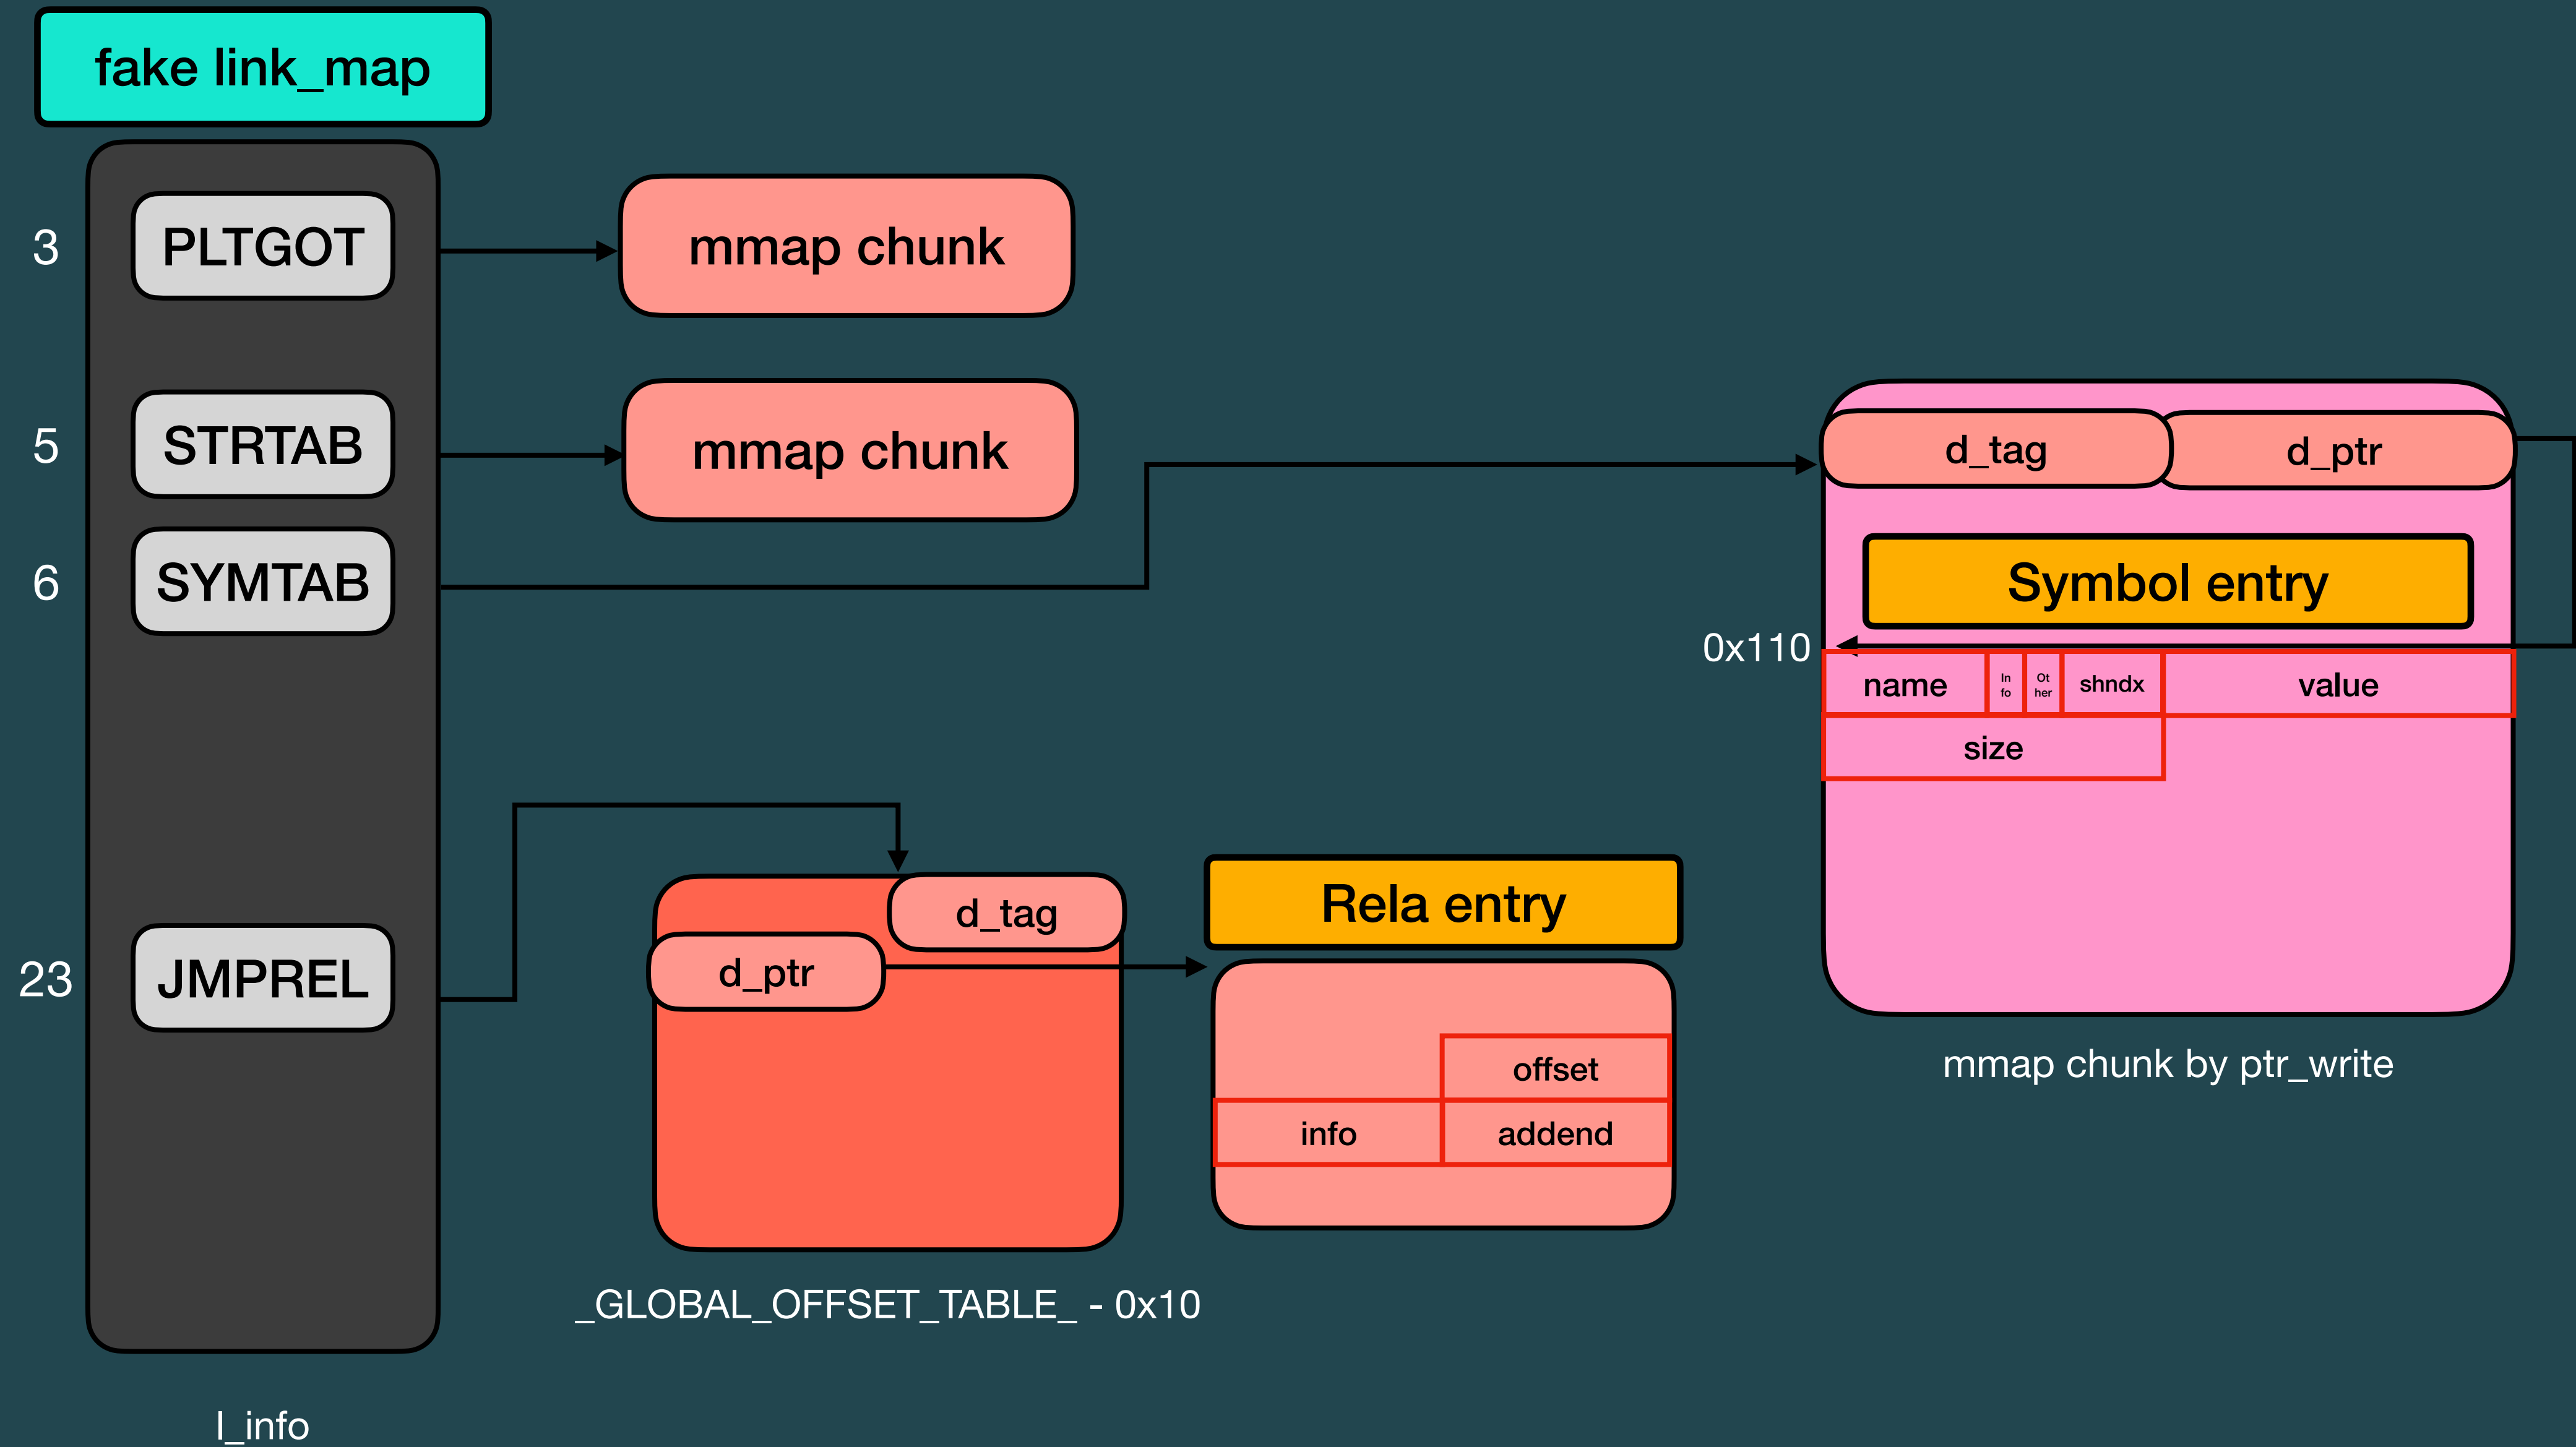 fake link_map
3
PLTGOT
mmap chunk
5
STRTAB
mmap chunk
6
SYMTAB
d_tag
d_ptr
Symbol entry
0x110
name
In
fo
Ot
her
shndx
value
size
mmap chunk by ptr_write
23
JMPREL
d_tag
d_ptr
Rela entry
offset
info
addend
_GLOBAL_OFFSET_TABLE_ - 0x10
l_info